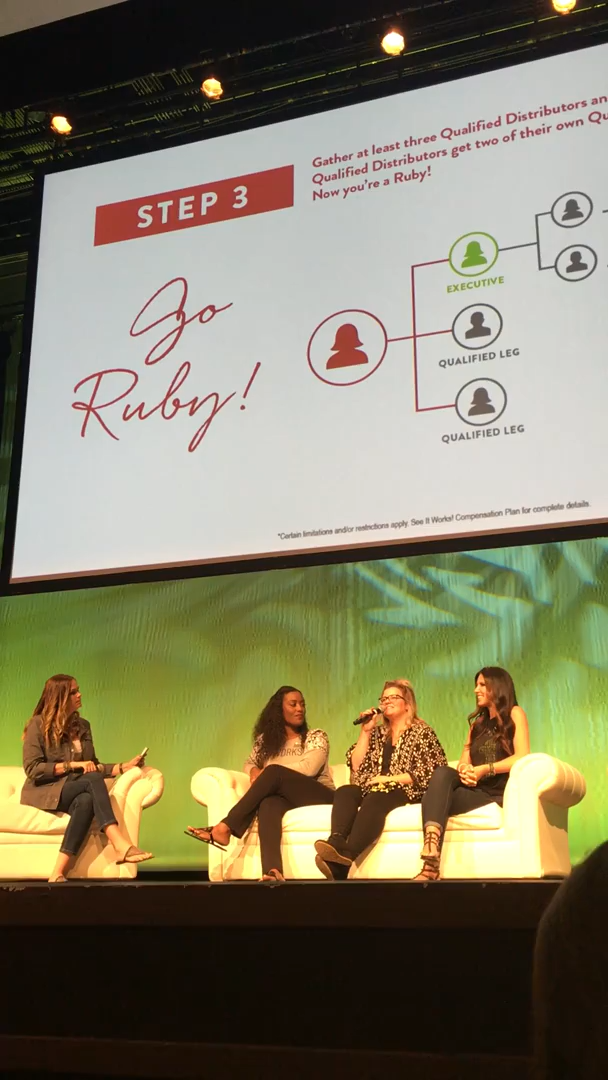 STEP 3
Gather at least three Qualified Distributors an
Qualified Distributors get two of their own Qu
Now you're a Ruby!
Go
Ruby!
EXECUTIVE
QUALIFIED LEG
QUALIFIED LEG
*Certain limitations and/or restrictions apply. See It Works! Compensation Plan for complete details.